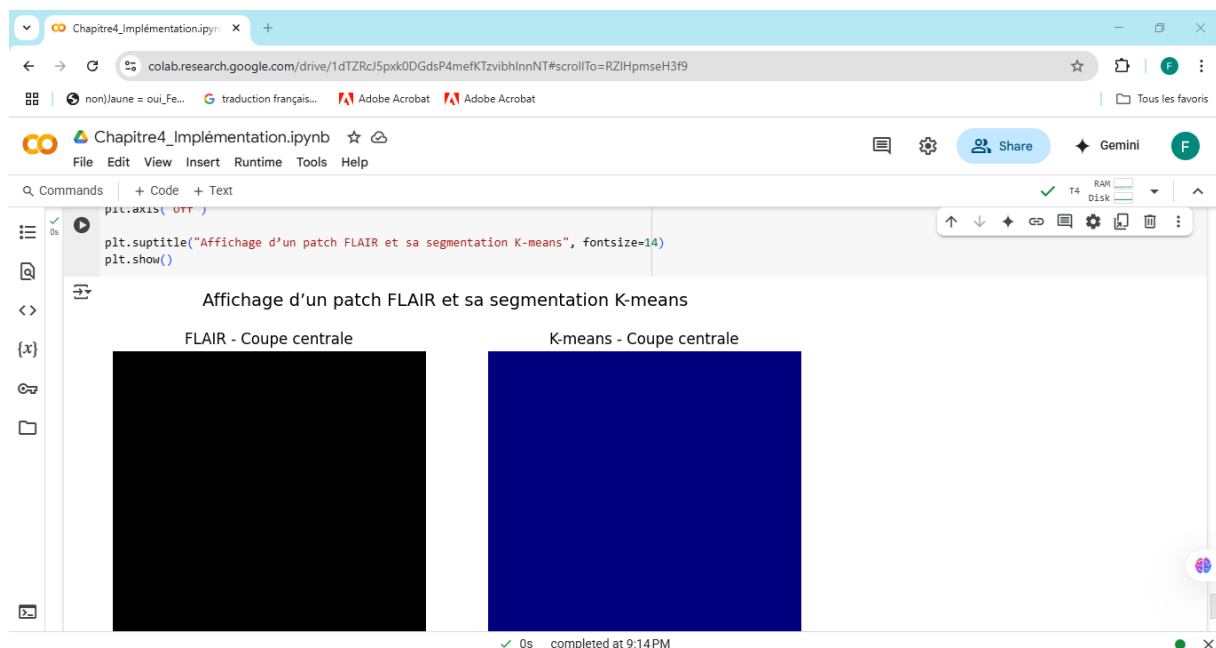 Chapitre4_Implémentation.ipyn
colab.research.google.com/drive/1dTZRcJ5pxk0DGdsP4mefKTzvibhInnNT#scrollTo=RZIHpmseH3f9
F
non)Jaune = oui_Fe... traduction français... Adobe Acrobat Adobe Acrobat Tous les favoris
CO Chapitre4_Implémentation.ipynb
File Edit View Insert Runtime Tools Help
Share Gemini F
Commands + Code + Text
T4 RAM Disk
0s
plt.axis('off')
plt.suptitle("Affichage d’un patch FLAIR et sa segmentation K-means", fontsize=14)
plt.show()
Affichage d’un patch FLAIR et sa segmentation K-means
FLAIR - Coupe centrale K-means - Coupe centrale
{x}
0s completed at 9:14 PM